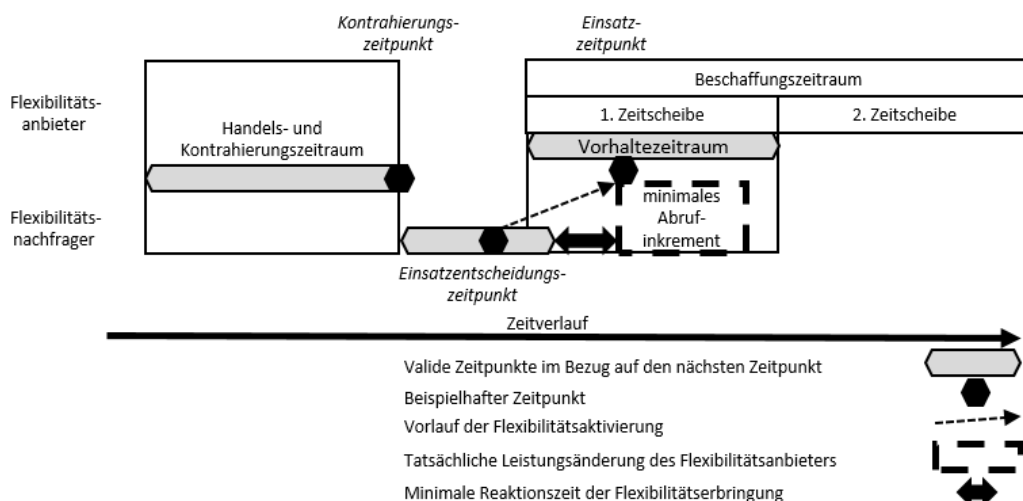 Kontrahierungs-
zeitpunkt
Einsatz-
zeitpunkt
Beschaffungszeitraum
Flexibilitäts-
anbieter
1. Zeitscheibe
2. Zeitscheibe
Handels- und
Kontrahierungszeitraum
Vorhaltezeitraum
Flexibilitäts-
nachfrager
minimales
Abruf-
inkrement
Einsatzentscheidungs-
zeitpunkt
Zeitverlauf
Valide Zeitpunkte im Bezug auf den nächsten Zeitpunkt
Beispielhafter Zeitpunkt
Vorlauf der Flexibilitätsaktivierung
Tatsächliche Leistungsänderung des Flexibilitätsanbieters
Minimale Reaktionszeit der Flexibilitätserbringung